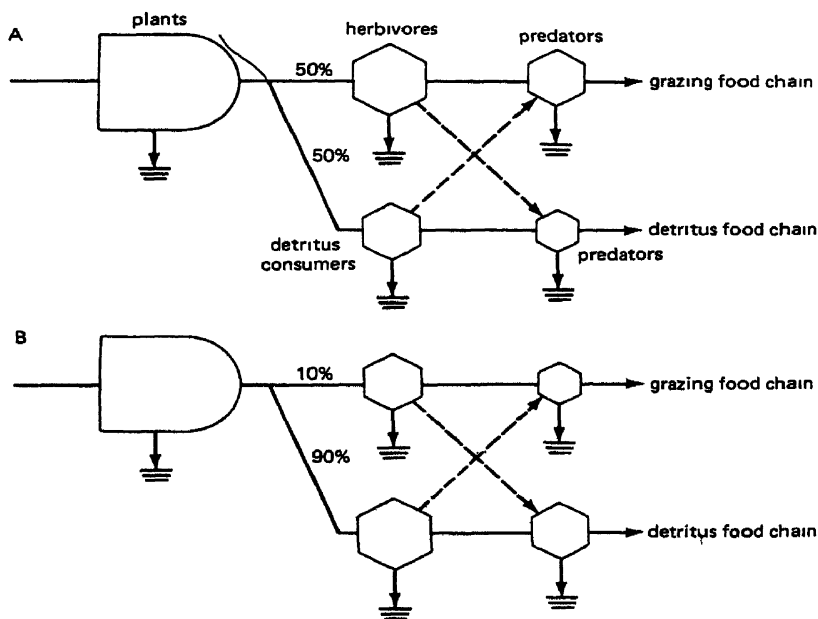 A
plants
herbivores
predators
50%
grazing food chain
50%
detritus food chain
detritus
consumers
predators
B
10%
grazing food chain
90%
detritus food chain